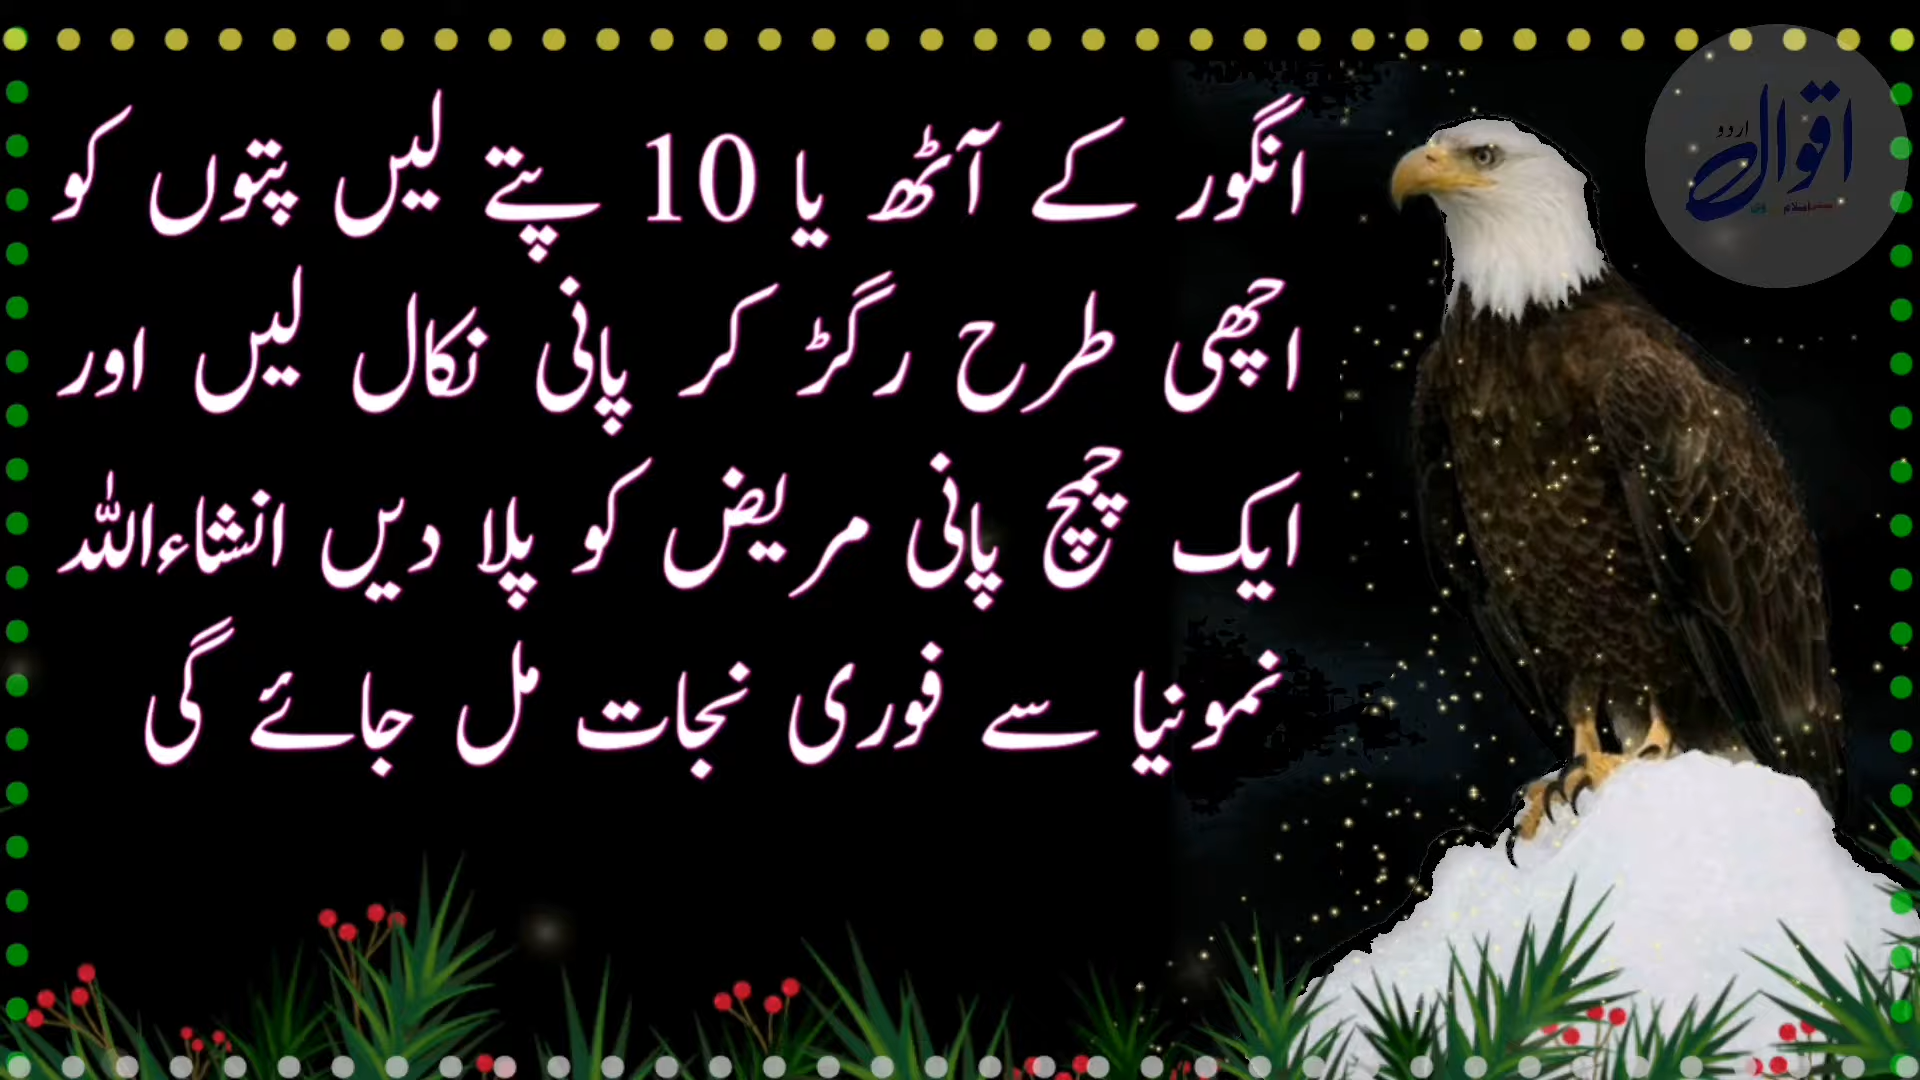 انگور کے آٹھ یا 10 پتے لیں پتوں کو
اچھی طرح رگڑ کر پانی نکال لیں اور
ایک چمچ پانی مریض کو پلا دیں انشاءاللہ
نمونیا سے فوری نجات مل جائے گی
اقوال
اردو